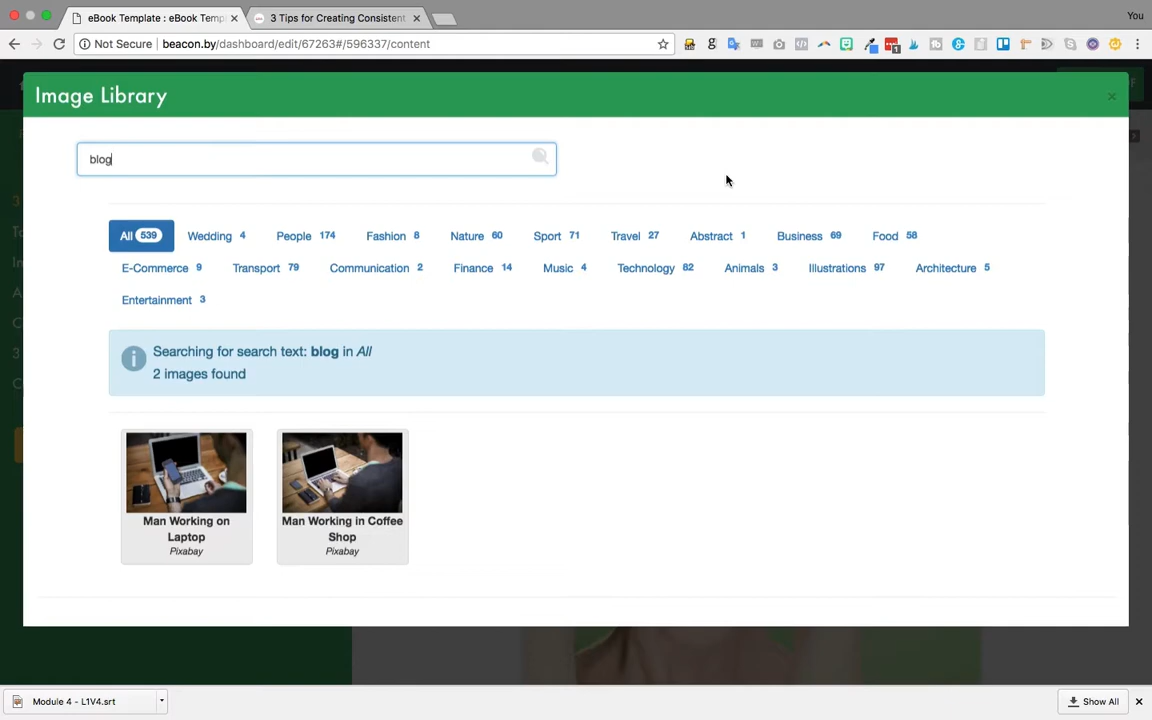 eBook Template : eBook Temp
3 Tips for Creating Consistent
You
Not Secure
beacon.by/dashboard/edit/67263#/596337/content
Image Library
blog
All 539
Wedding 4
People 174
Fashion 8
Nature 60
Sport 71
Travel 27
Abstract 1
Business 69
Food 58
E-Commerce 9
Transport 79
Communication 2
Finance 14
Music 4
Technology 82
Animals 3
Illustrations 97
Architecture 5
Entertainment 3
Searching for search text: blog in All
2 images found
Man Working on
Laptop
Pixabay
Man Working in Coffee
Shop
Pixabay
Module 4 - L1V4.srt
Show All